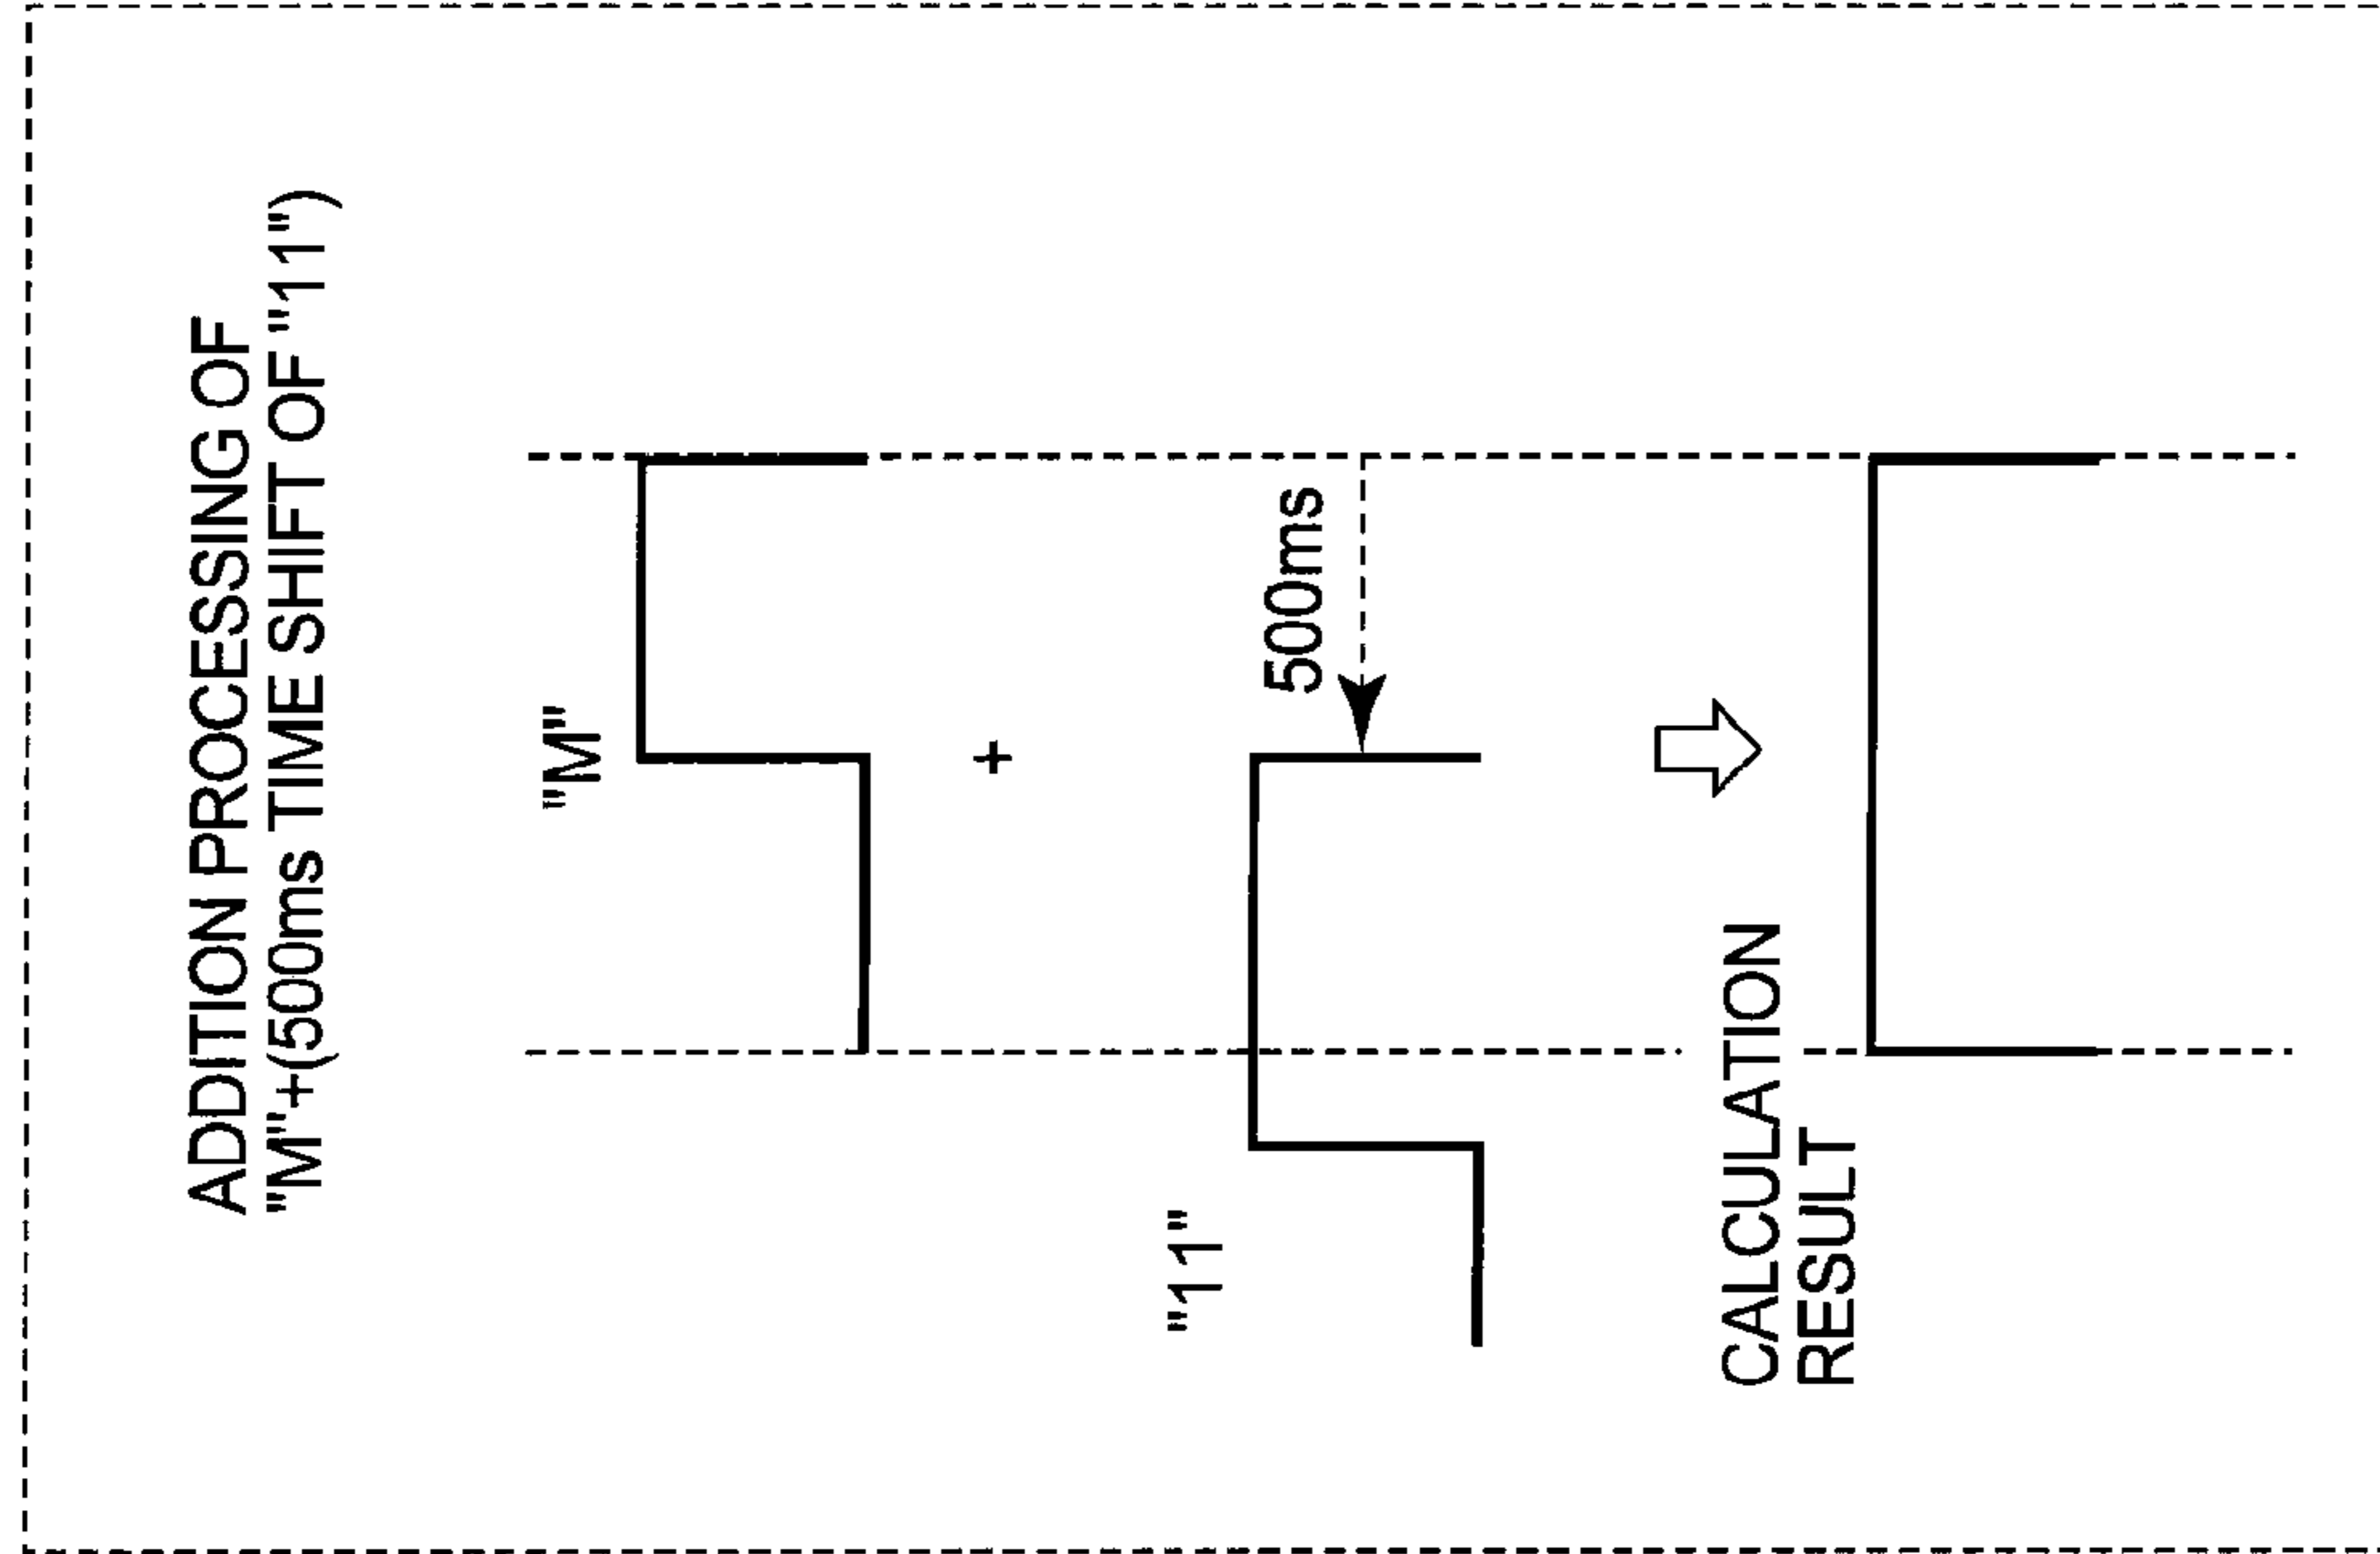 ADDITION PROCESSING OF
"M"+(500ms TIME SHIFT OF "11")
"M"
+
500ms
"11"
CALCULATION
RESULT